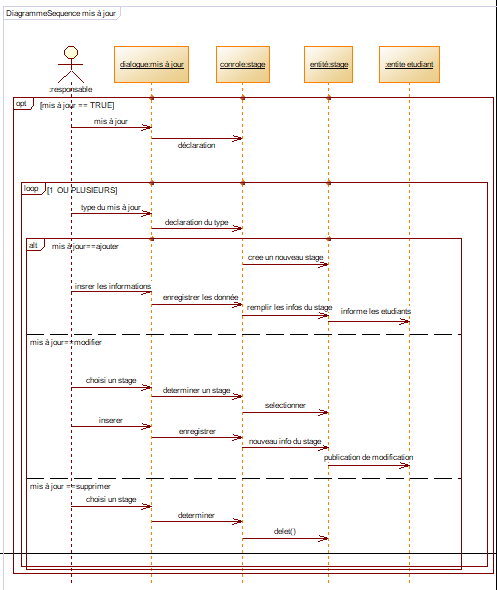 DiagrammeSequence mis à jour
:responsable
dialogue:mis à jour
conrole:stage
entité:stage
:entite etudiant
opt
[mis à jour == TRUE]
mis à jour
déclaration
loop
[1 OU PLUSIEURS]
type du mis à jour
declaration du type
alt
mis à jour==ajouter
cree un nouveau stage
insrer les informations
enregistrer les donnée
remplir les infos du stage
informe les etudiants
mis à jour==modifier
choisi un stage
determiner un stage
selectionner
inserer
enregistrer
nouveau info du stage
publication de modification
mis à jour ==supprimer
choisi un stage
determiner
delet()